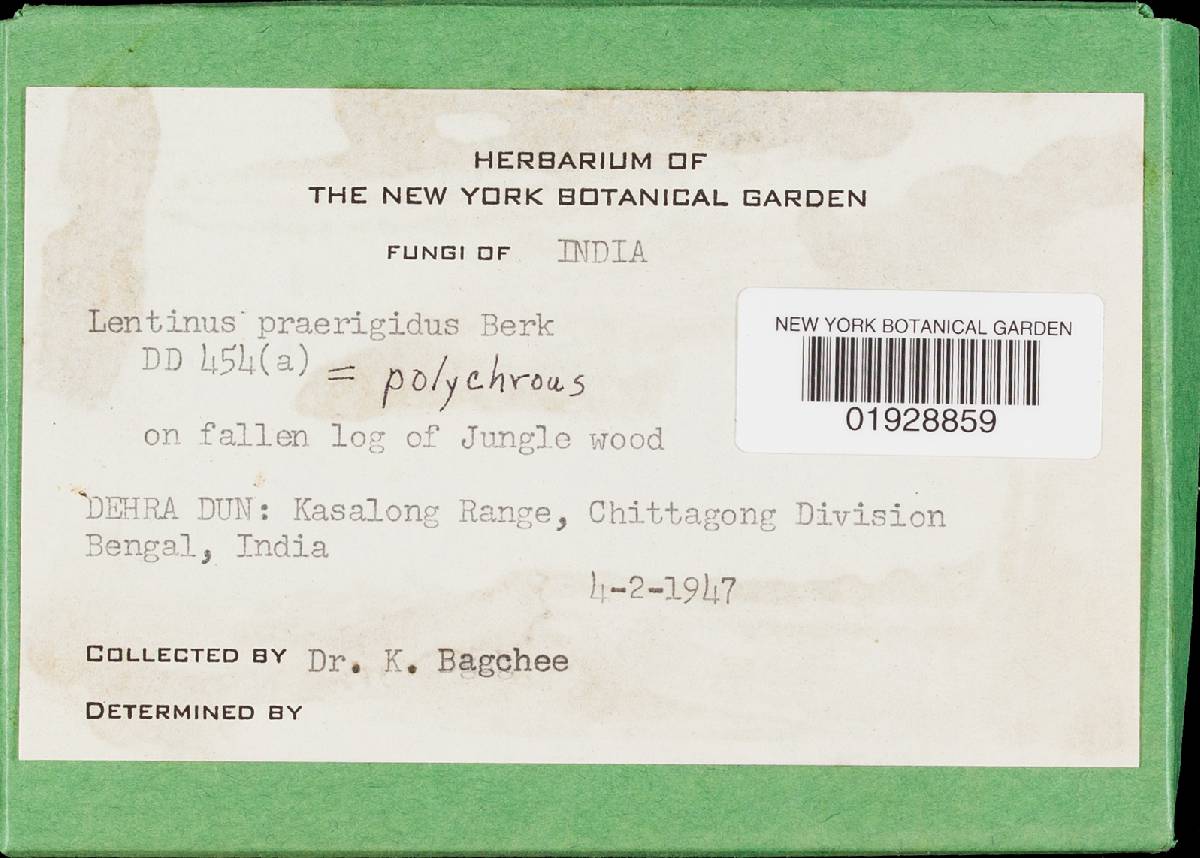 HERBARIUM OF
THE NEW YORK BOTANICAL GARDEN
FUNGI OF INDIA
Lentinus praerigidus Berk
DD 454(a) = polychrous
on fallen log of Jungle wood
NEW YORK BOTANICAL GARDEN
01928859
DEHRA DUN: Kasalong Range, Chittagong Division
Bengal, India
4-2-1947
COLLECTED BY Dr. K. Bagchee
DETERMINED BY